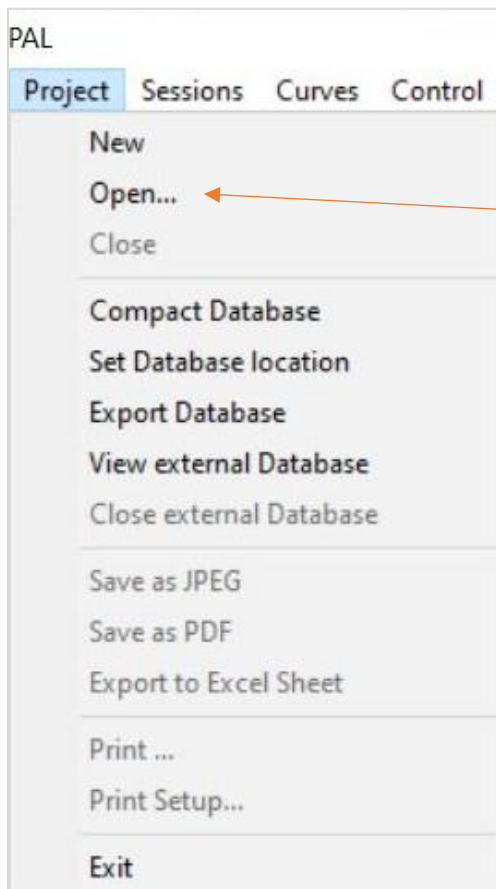 PAL
Project Sessions Curves Control
New
Open...
Close
Compact Database
Set Database location
Export Database
View external Database
Close external Database
Save as JPEG
Save as PDF
Export to Excel Sheet
Print ...
Print Setup...
Exit